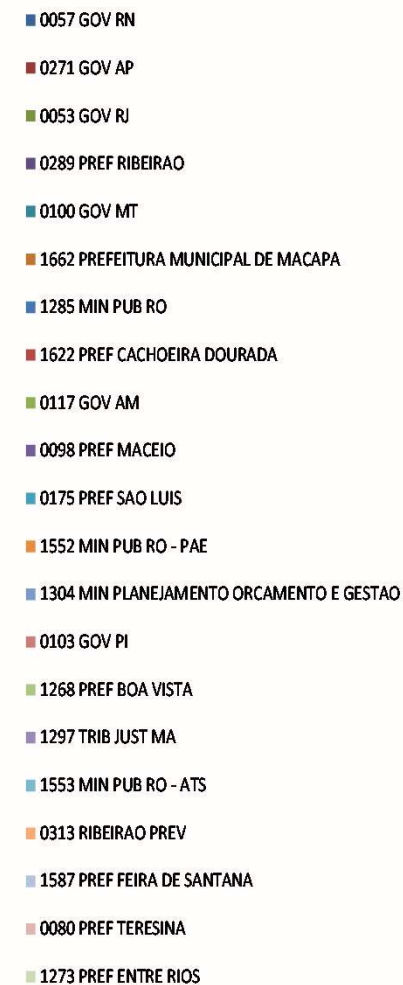 0057 GOV RN
0271 GOV AP
0053 GOV RJ
0289 PREF RIBEIRAO
0100 GOV MT
1662 PREFEITURA MUNICIPAL DE MACAPA
1285 MIN PUB RO
1622 PREF CACHOEIRA DOURADA
0117 GOV AM
0098 PREF MACEIO
0175 PREF SAO LUIS
1552 MIN PUB RO - PAE
1304 MIN PLANEJAMENTO ORCAMENTO E GESTAO
0103 GOV PI
1268 PREF BOA VISTA
1297 TRIB JUST MA
1553 MIN PUB RO - ATS
0313 RIBEIRAO PREV
1587 PREF FEIRA DE SANTANA
0080 PREF TERESINA
1273 PREF ENTRE RIOS